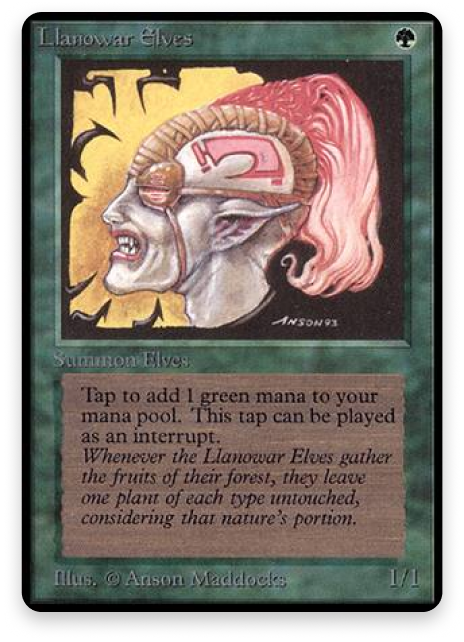 Llanowar Elves
ANSON93
Summon Elves
Tap to add 1 green mana to your
mana pool. This tap can be played
as an interrupt.
Whenever the Llanowar Elves gather
the fruits of their forest, they leave
one plant of each type untouched,
considering that nature's portion.
Illus. © Anson Maddocks 1/1